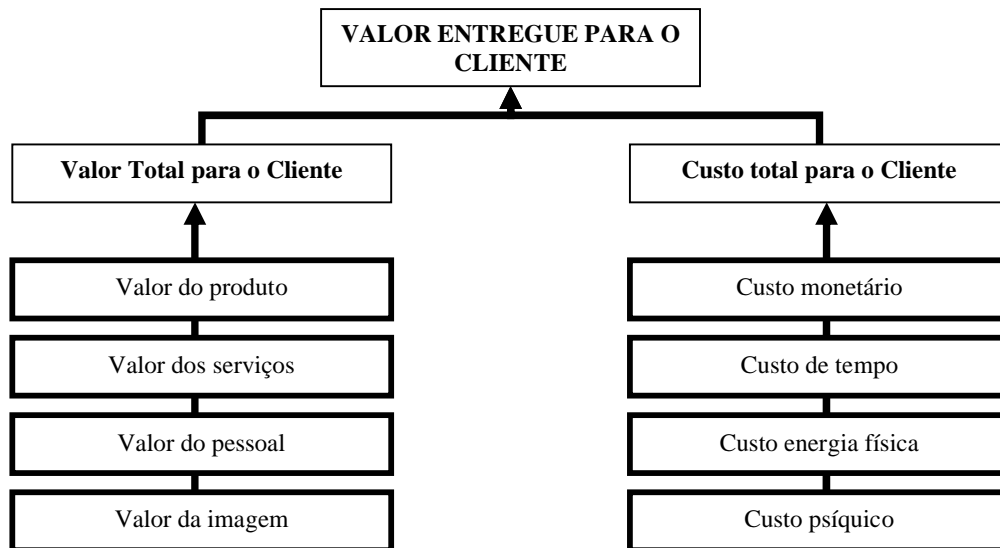 VALOR ENTREGUE PARA O
CLIENTE
Valor Total para o Cliente
Custo total para o Cliente
Valor do produto
Custo monetário
Valor dos serviços
Custo de tempo
Valor do pessoal
Custo energia física
Valor da imagem
Custo psíquico